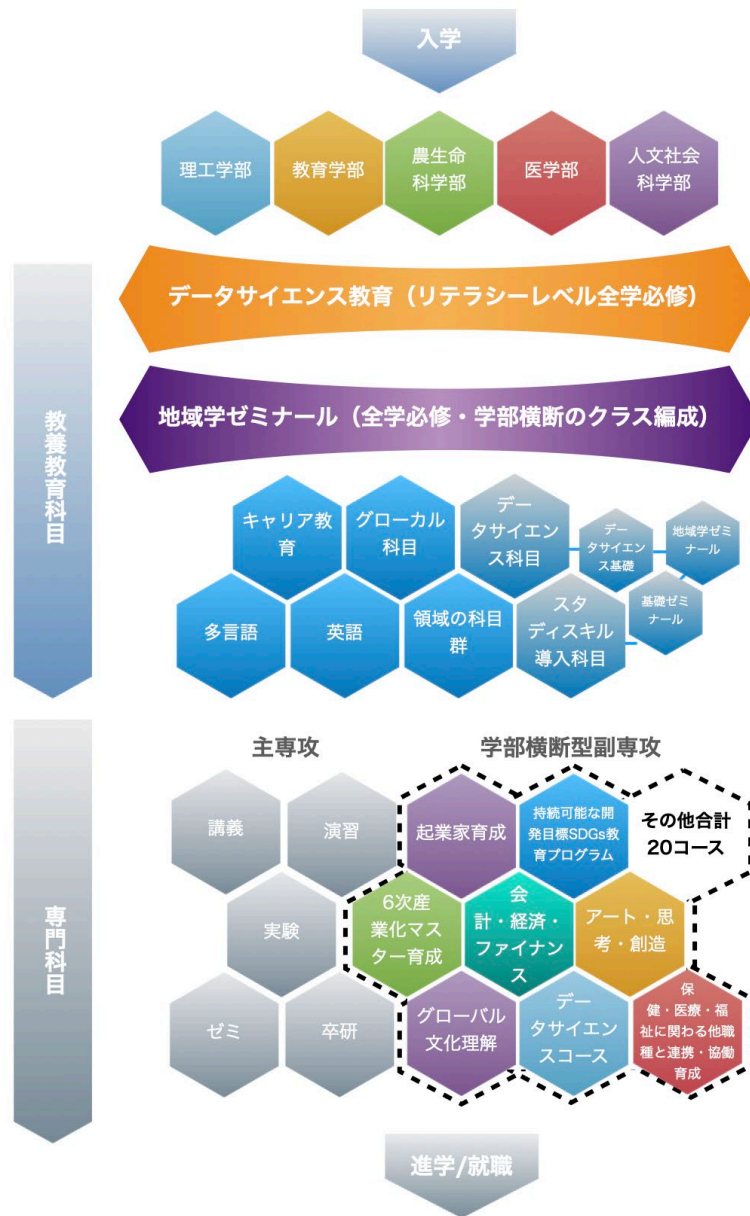 入学
理工学部
教育学部
農生命
科学部
医学部
人文社会
科学部
データサイエンス教育（リテラシーレベル全学必修）
地域学ゼミナール（全学必修・学部横断のクラス編成）
教養教育科目
キャリア教
育
グローカル
科目
デー
タサイエン
ス科目
デー
タサイエン
ス基礎
地域学ゼミ
ナール
多言語
英語
領域の科目
群
スタ
ディスキル
導入科目
基礎ゼミ
ナール
専門科目
主専攻
学部横断型副専攻
講義
演習
起業家育成
持続可能な開
発目標SDGs教
育プログラム
その他合計
20コース
実験
6次産
業化マス
ター育成
会
計・経済・
ファイナン
ス
アート・思
考・創造
ゼミ
卒研
グローバル
文化理解
デー
タサイエン
スコース
保
健・医療・福
祉に関わる他職
種と連携・協働
育成
進学/就職